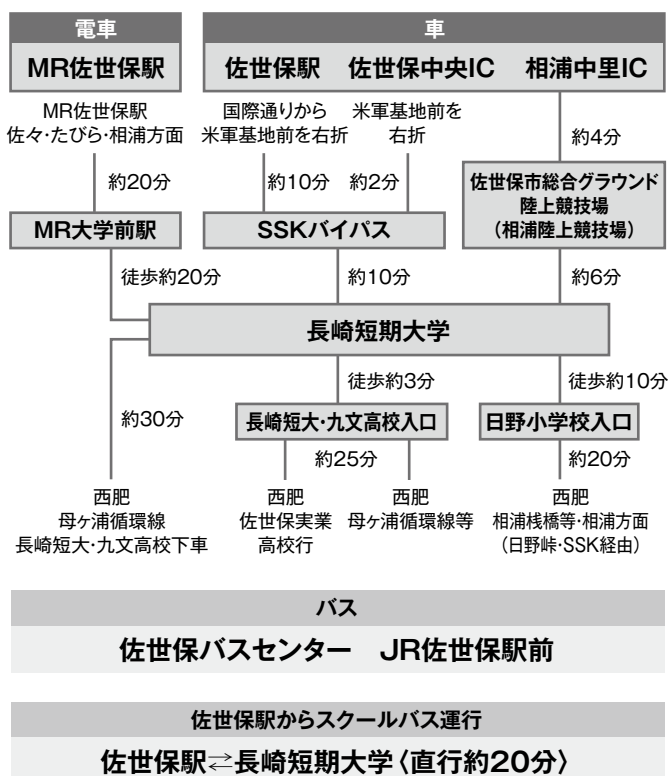 電車
車
MR佐世保駅
佐世保駅 佐世保中央IC 相浦中里IC
MR佐世保駅
佐々・たびら・相浦方面
国際通りから
米軍基地前を右折
米軍基地前を
右折
約4分
約20分
約10分
約2分
佐世保市総合グラウンド
陸上競技場
（相浦陸上競技場）
MR大学前駅
SSKバイパス
徒歩約20分
約10分
約6分
長崎短期大学
徒歩約3分
徒歩約10分
約30分
長崎短大・九文高校入口
日野小学校入口
約25分
約20分
西肥
母ヶ浦循環線
長崎短大・九文高校下車
西肥
佐世保実業
高校行
西肥
母ヶ浦循環線等
西肥
相浦桟橋等・相浦方面
（日野峠・SSK経由）
バス
佐世保バスセンター JR佐世保駅前
佐世保駅からスクールバス運行
佐世保駅⇄長崎短期大学〈直行約20分〉